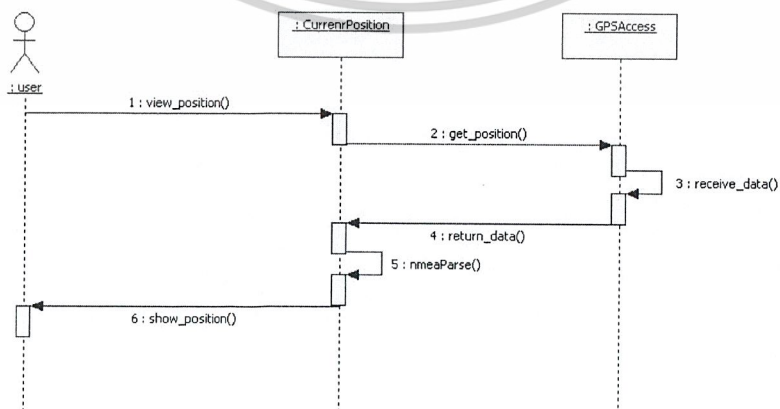 : CurrenrPosition
: GPSAccess
: user
1 : view_position()
2 : get_position()
3 : receive_data()
4 : return_data()
5 : nmeaParse()
6 : show_position()